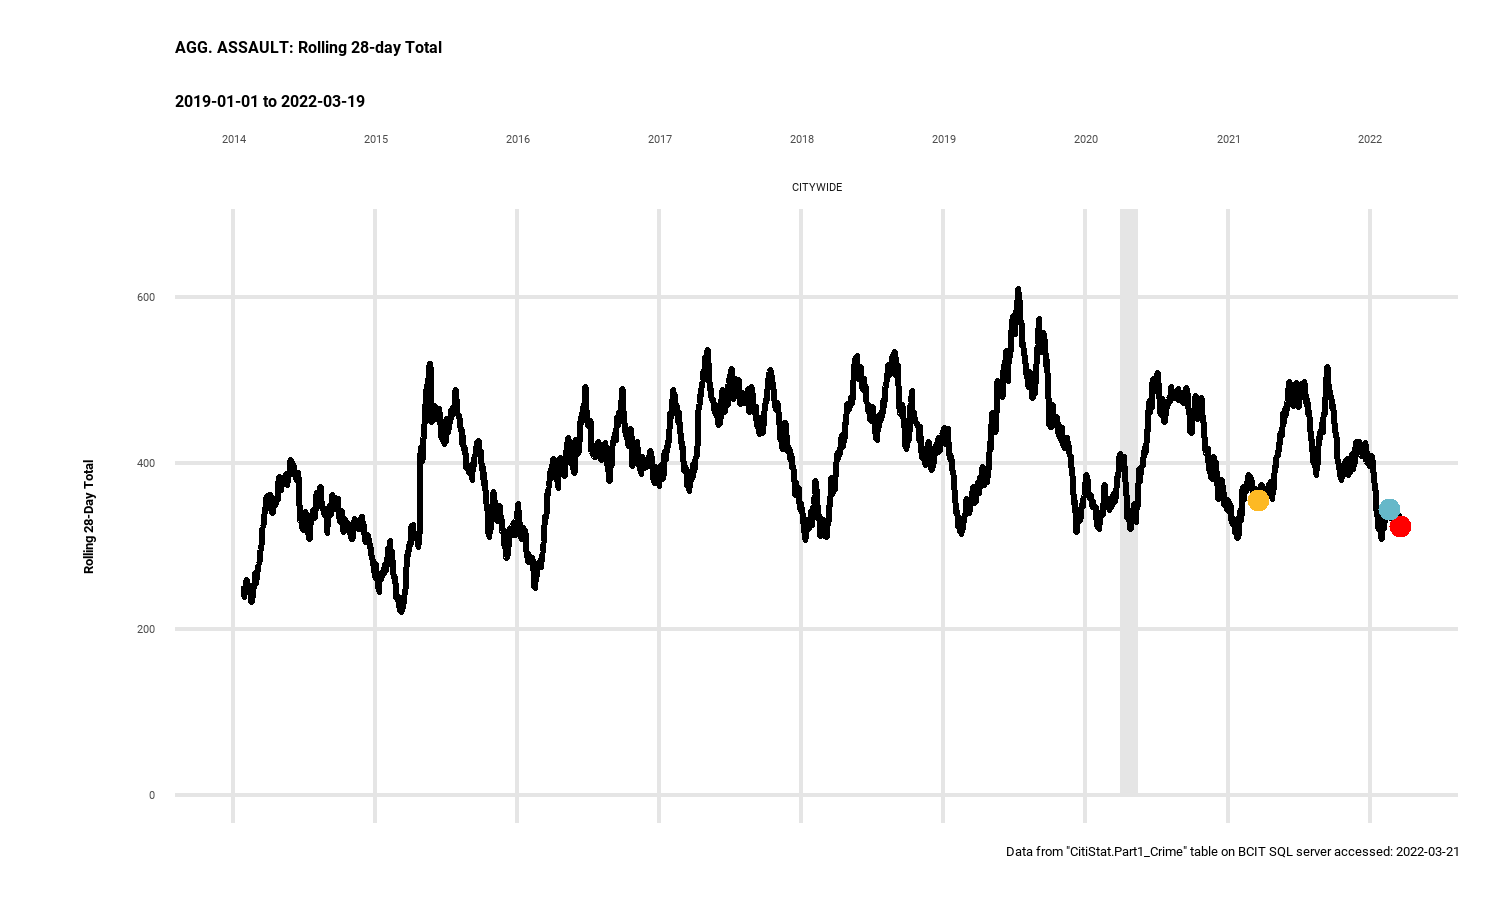 AGG. ASSAULT: Rolling 28-day Total
2019-01-01 to 2022-03-19
2014 2015 2016 2017 2018 2019 2020 2021 2022
CITYWIDE
600
400
200
0
Rolling 28-Day Total
Data from "CitiStat.Part1_Crime" table on BCIT SQL server accessed: 2022-03-21